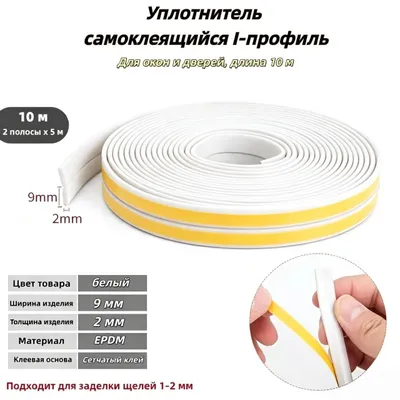 Уплотнитель
самоклеящийся I-профиль
Для окон и дверей, длина 10 м
10 м
2 полосы x 5 м
9mm
2mm
Цвет товара белый
Ширина изделия 9 мм
Толщина изделия 2 мм
Материал EPDM
Клеевая основа Сетчатый клей
Подходит для заделки щелей 1-2 мм